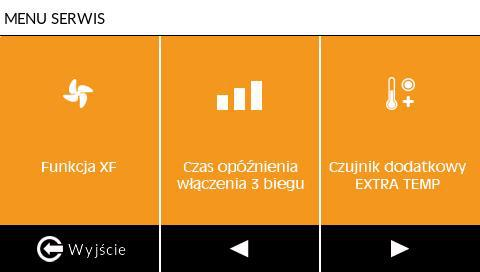 MENU SERWIS
Funkcja XF
Czas opóźnienia
włączenia 3 biegu
Czujnik dodatkowy
EXTRA TEMP
Wyjście